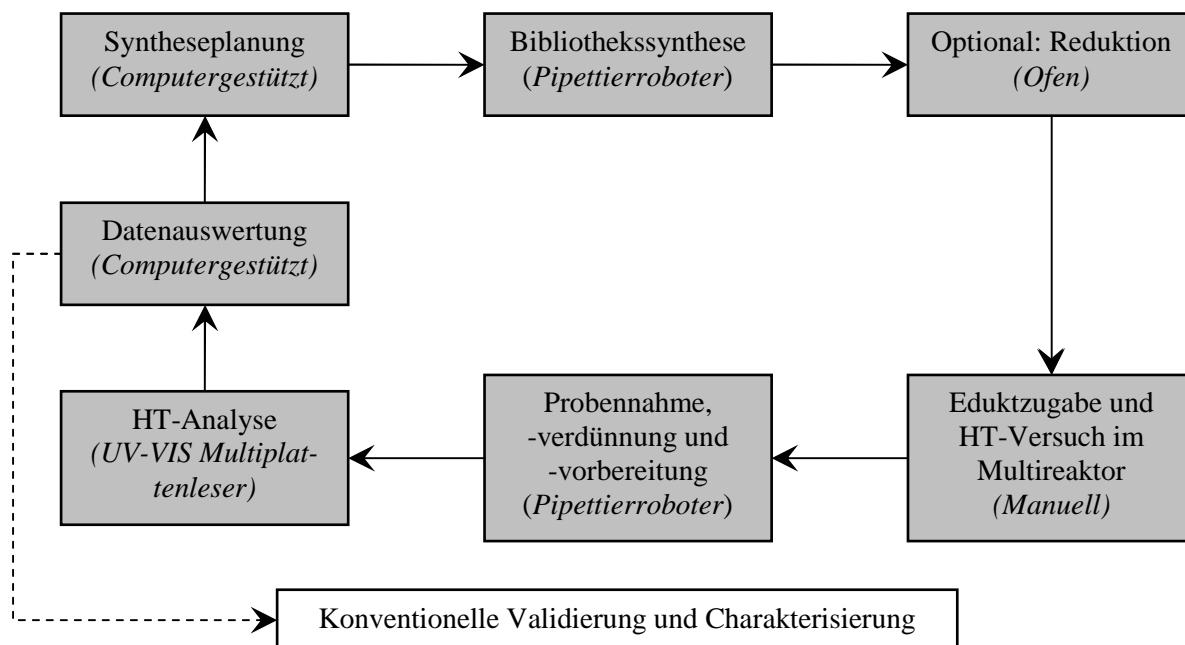 Syntheseplanung
(Computergestützt)
Bibliothekssynthese
(Pipettierroboter)
Optional: Reduktion
(Ofen)
Datenauswertung
(Computergestützt)
HT-Analyse
(UV-VIS Multiplat-
tenleser)
Probennahme,
-verdünnung und
-vorbereitung
(Pipettierroboter)
Eduktzugabe und
HT-Versuch im
Multireaktor
(Manuell)
Konventionelle Validierung und Charakterisierung